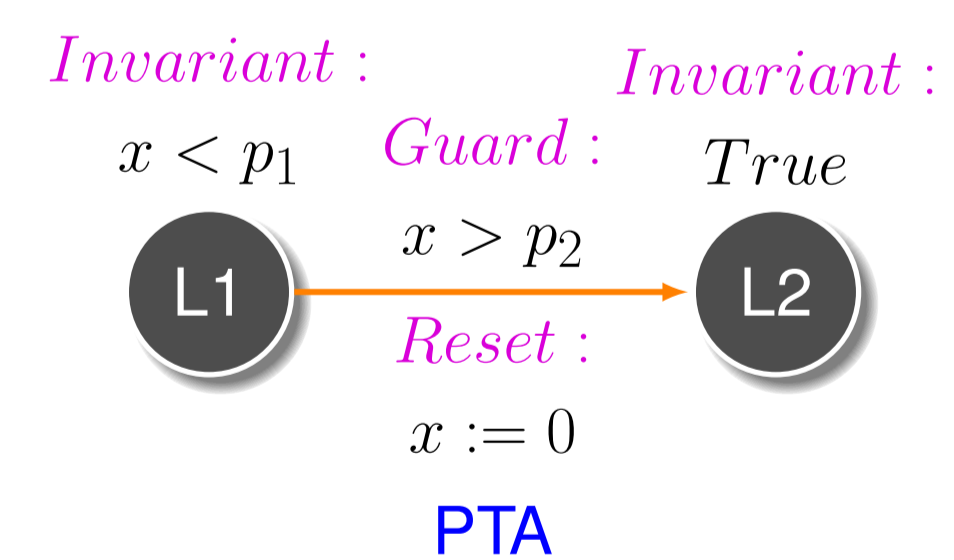 Invariant :
x < p₁
Invariant :
True
Guard :
x > p₂
L1
L2
Reset :
x := 0
PTA